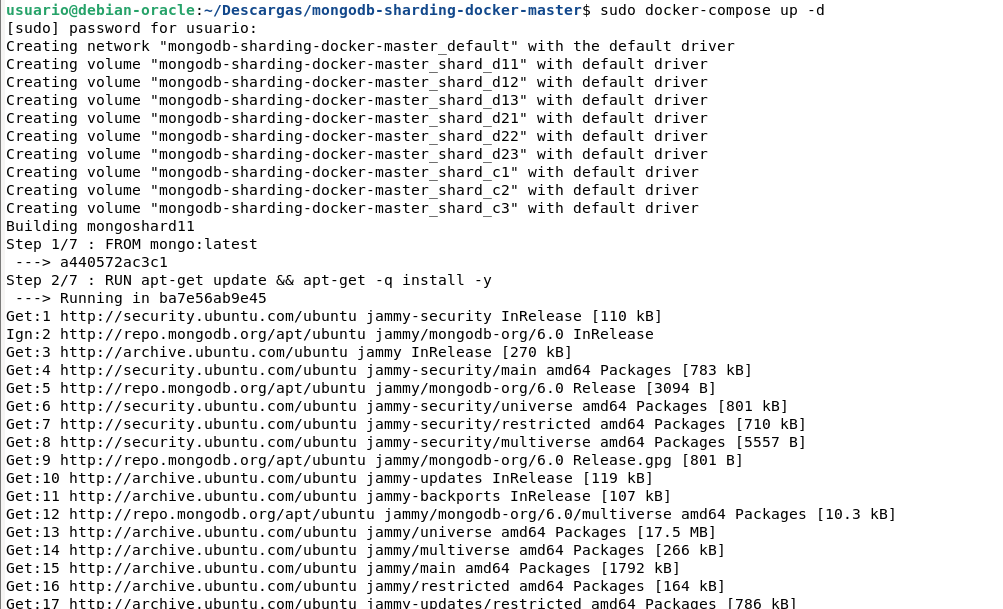 usuario@debian-oracle:~/Descargas/mongodb-sharding-docker-master$ sudo docker-compose up -d
[sudo] password for usuario:
Creating network "mongodb-sharding-docker-master_default" with the default driver
Creating volume "mongodb-sharding-docker-master_shard_d11" with default driver
Creating volume "mongodb-sharding-docker-master_shard_d12" with default driver
Creating volume "mongodb-sharding-docker-master_shard_d13" with default driver
Creating volume "mongodb-sharding-docker-master_shard_d21" with default driver
Creating volume "mongodb-sharding-docker-master_shard_d22" with default driver
Creating volume "mongodb-sharding-docker-master_shard_d23" with default driver
Creating volume "mongodb-sharding-docker-master_shard_c1" with default driver
Creating volume "mongodb-sharding-docker-master_shard_c2" with default driver
Creating volume "mongodb-sharding-docker-master_shard_c3" with default driver
Building mongoshard11
Step 1/7 : FROM mongo:latest
 ---> a440572ac3c1
Step 2/7 : RUN apt-get update && apt-get -q install -y
 ---> Running in ba7e56ab9e45
Get:1 http://security.ubuntu.com/ubuntu jammy-security InRelease [110 kB]
Ign:2 http://repo.mongodb.org/apt/ubuntu jammy/mongodb-org/6.0 InRelease
Get:3 http://archive.ubuntu.com/ubuntu jammy InRelease [270 kB]
Get:4 http://security.ubuntu.com/ubuntu jammy-security/main amd64 Packages [783 kB]
Get:5 http://repo.mongodb.org/apt/ubuntu jammy/mongodb-org/6.0 Release [3094 B]
Get:6 http://security.ubuntu.com/ubuntu jammy-security/universe amd64 Packages [801 kB]
Get:7 http://security.ubuntu.com/ubuntu jammy-security/restricted amd64 Packages [710 kB]
Get:8 http://security.ubuntu.com/ubuntu jammy-security/multiverse amd64 Packages [5557 B]
Get:9 http://repo.mongodb.org/apt/ubuntu jammy/mongodb-org/6.0 Release.gpg [801 B]
Get:10 http://archive.ubuntu.com/ubuntu jammy-updates InRelease [119 kB]
Get:11 http://archive.ubuntu.com/ubuntu jammy-backports InRelease [107 kB]
Get:12 http://repo.mongodb.org/apt/ubuntu jammy/mongodb-org/6.0/multiverse amd64 Packages [10.3 kB]
Get:13 http://archive.ubuntu.com/ubuntu jammy/universe amd64 Packages [17.5 MB]
Get:14 http://archive.ubuntu.com/ubuntu jammy/multiverse amd64 Packages [266 kB]
Get:15 http://archive.ubuntu.com/ubuntu jammy/main amd64 Packages [1792 kB]
Get:16 http://archive.ubuntu.com/ubuntu jammy/restricted amd64 Packages [164 kB]
Get:17 http://archive.ubuntu.com/ubuntu jammy-updates/restricted amd64 Packages [786 kB]